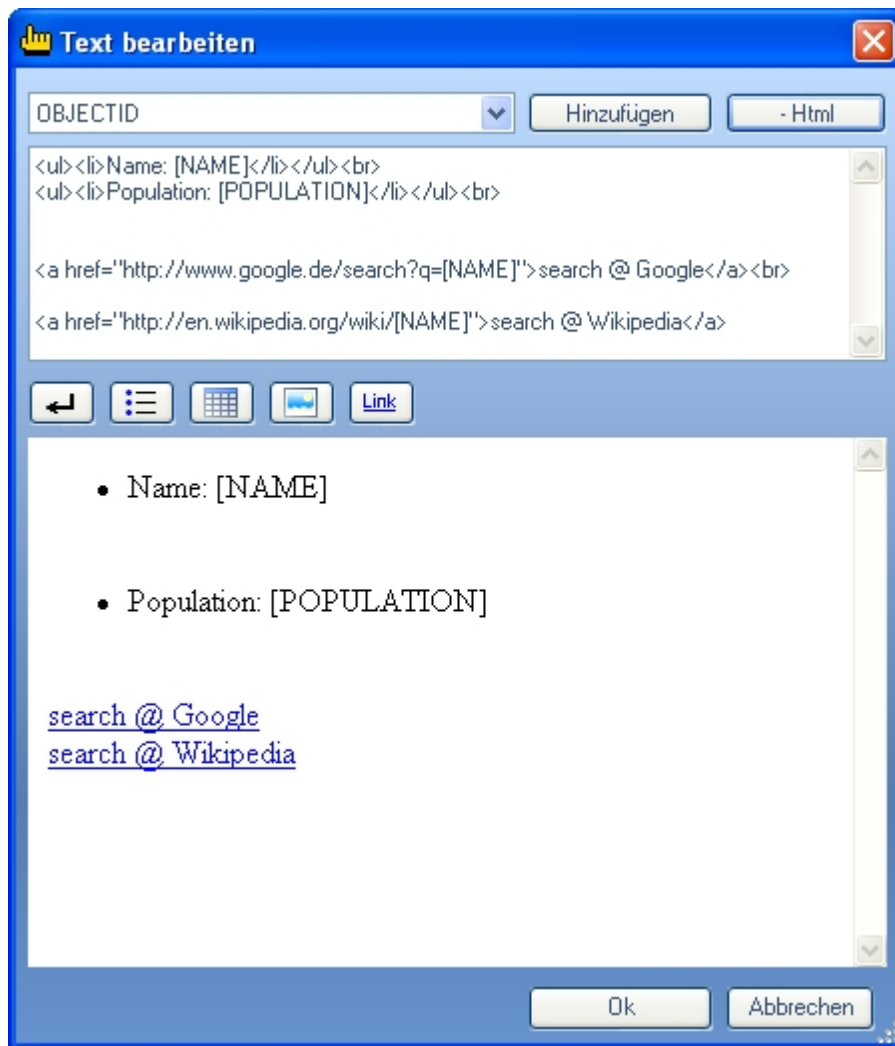 Text bearbeiten
OBJECTID
Hinzufügen
- Html
<ul><li>Name: [NAME]</li></ul><br>
<ul><li>Population: [POPULATION]</li></ul><br>
<a href="http://www.google.de/search?q=[NAME]">search @ Google</a><br>
<a href="http://en.wikipedia.org/wiki/[NAME]">search @ Wikipedia</a>
Link
• Name: [NAME]
• Population: [POPULATION]
search @ Google
search @ Wikipedia
Ok
Abbrechen